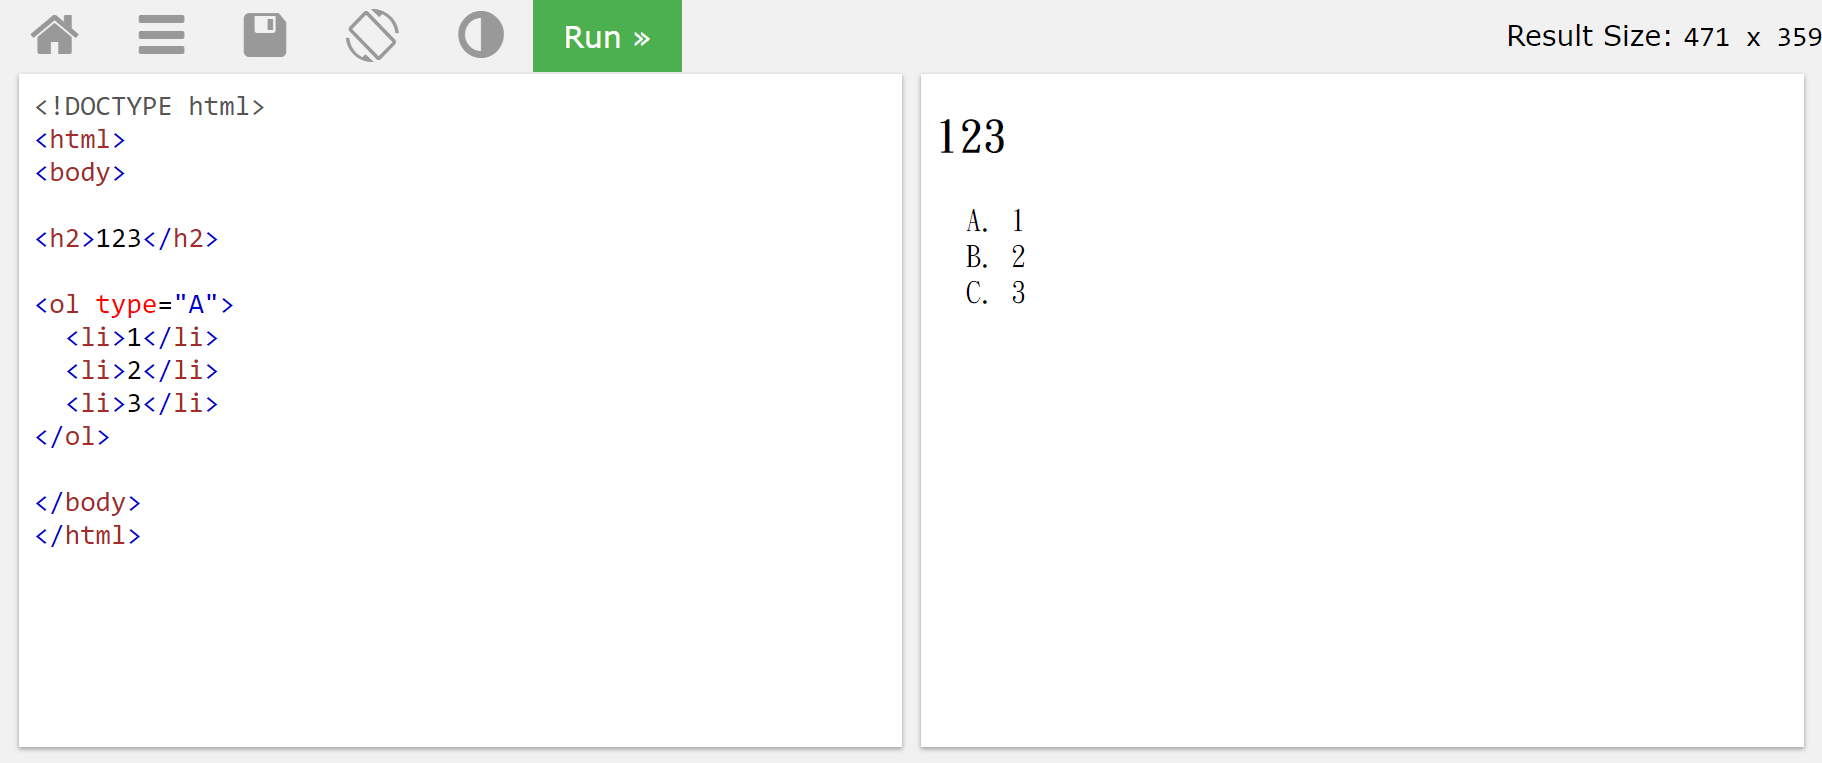 Run »
Result Size: 471 x 359
<!DOCTYPE html>
<html>
<body>
<h2>123</h2>
<ol type="A">
<li>1</li>
<li>2</li>
<li>3</li>
</ol>
</body>
</html>
123
A. 1
B. 2
C. 3